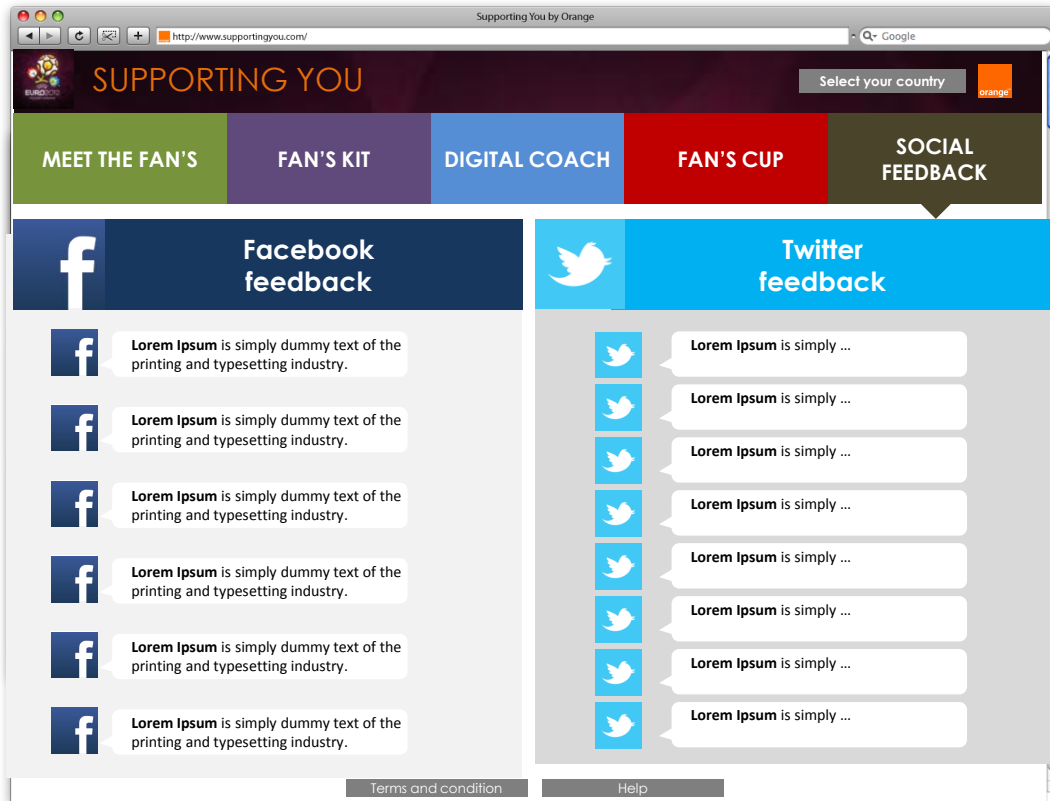 Supporting You by Orange
http://www.supportingyou.com/
Google
EURO2012
SUPPORTING YOU
Select your country
orange™
MEET THE FAN'S
FAN'S KIT
DIGITAL COACH
FAN'S CUP
SOCIAL
FEEDBACK
Facebook
feedback
Lorem Ipsum is simply dummy text of the
printing and typesetting industry.
Lorem Ipsum is simply dummy text of the
printing and typesetting industry.
Lorem Ipsum is simply dummy text of the
printing and typesetting industry.
Lorem Ipsum is simply dummy text of the
printing and typesetting industry.
Lorem Ipsum is simply dummy text of the
printing and typesetting industry.
Lorem Ipsum is simply dummy text of the
printing and typesetting industry.
Twitter
feedback
Lorem Ipsum is simply ...
Lorem Ipsum is simply ...
Lorem Ipsum is simply ...
Lorem Ipsum is simply ...
Lorem Ipsum is simply ...
Lorem Ipsum is simply ...
Lorem Ipsum is simply ...
Lorem Ipsum is simply ...
Terms and condition
Help